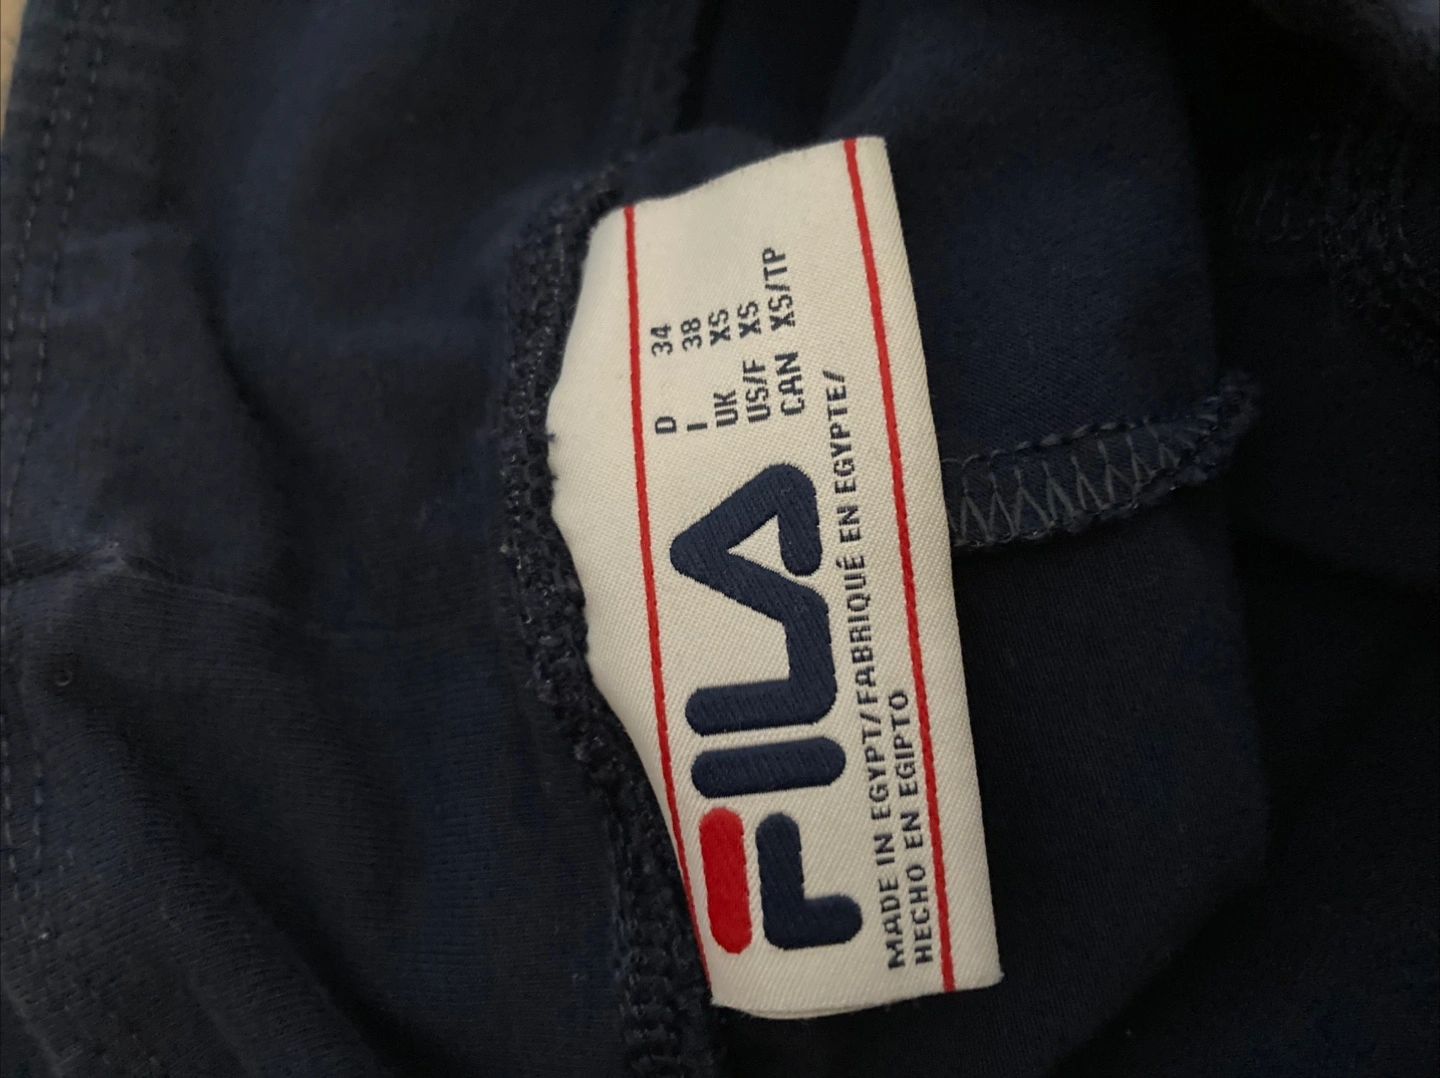 FILA
D 34
I 38
UK XS
US/F XS
CAN XS/TP
MADE IN EGYPT/FABRIQUÉ EN EGYPTE/
HECHO EN EGIPTO